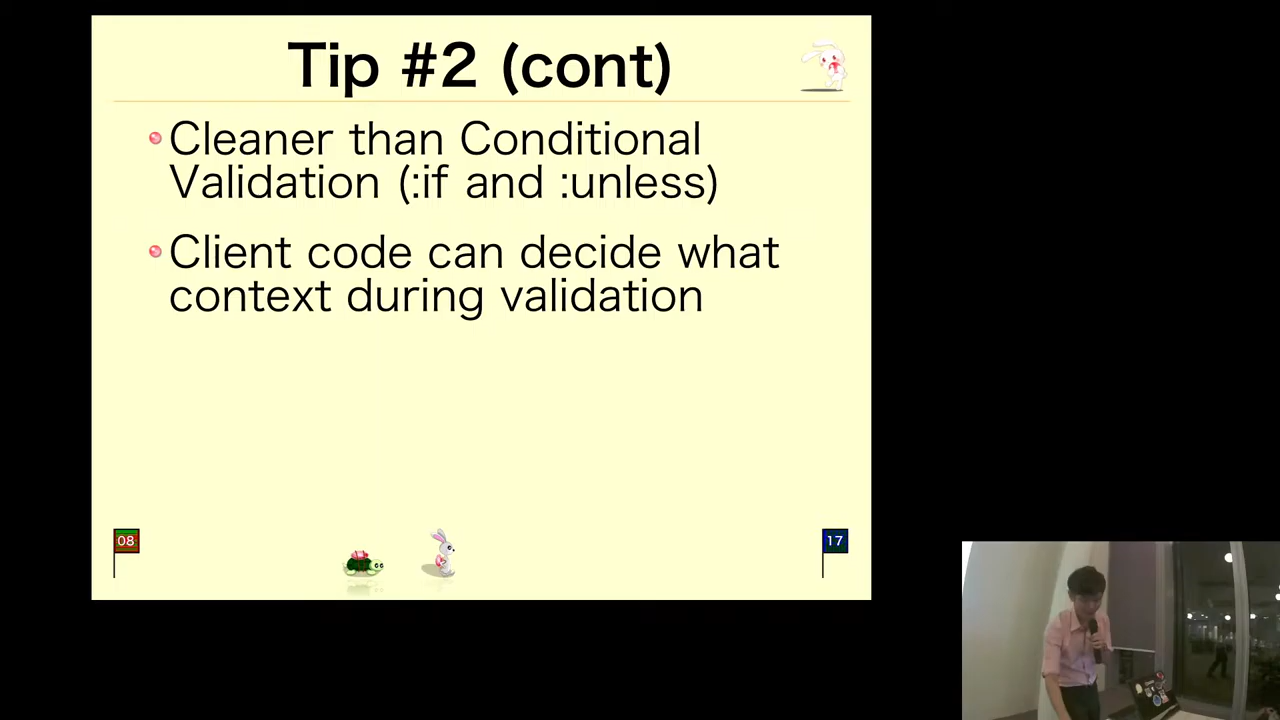 Tip #2 (cont)
Cleaner than Conditional
Validation (:if and :unless)
Client code can decide what
context during validation
08
17